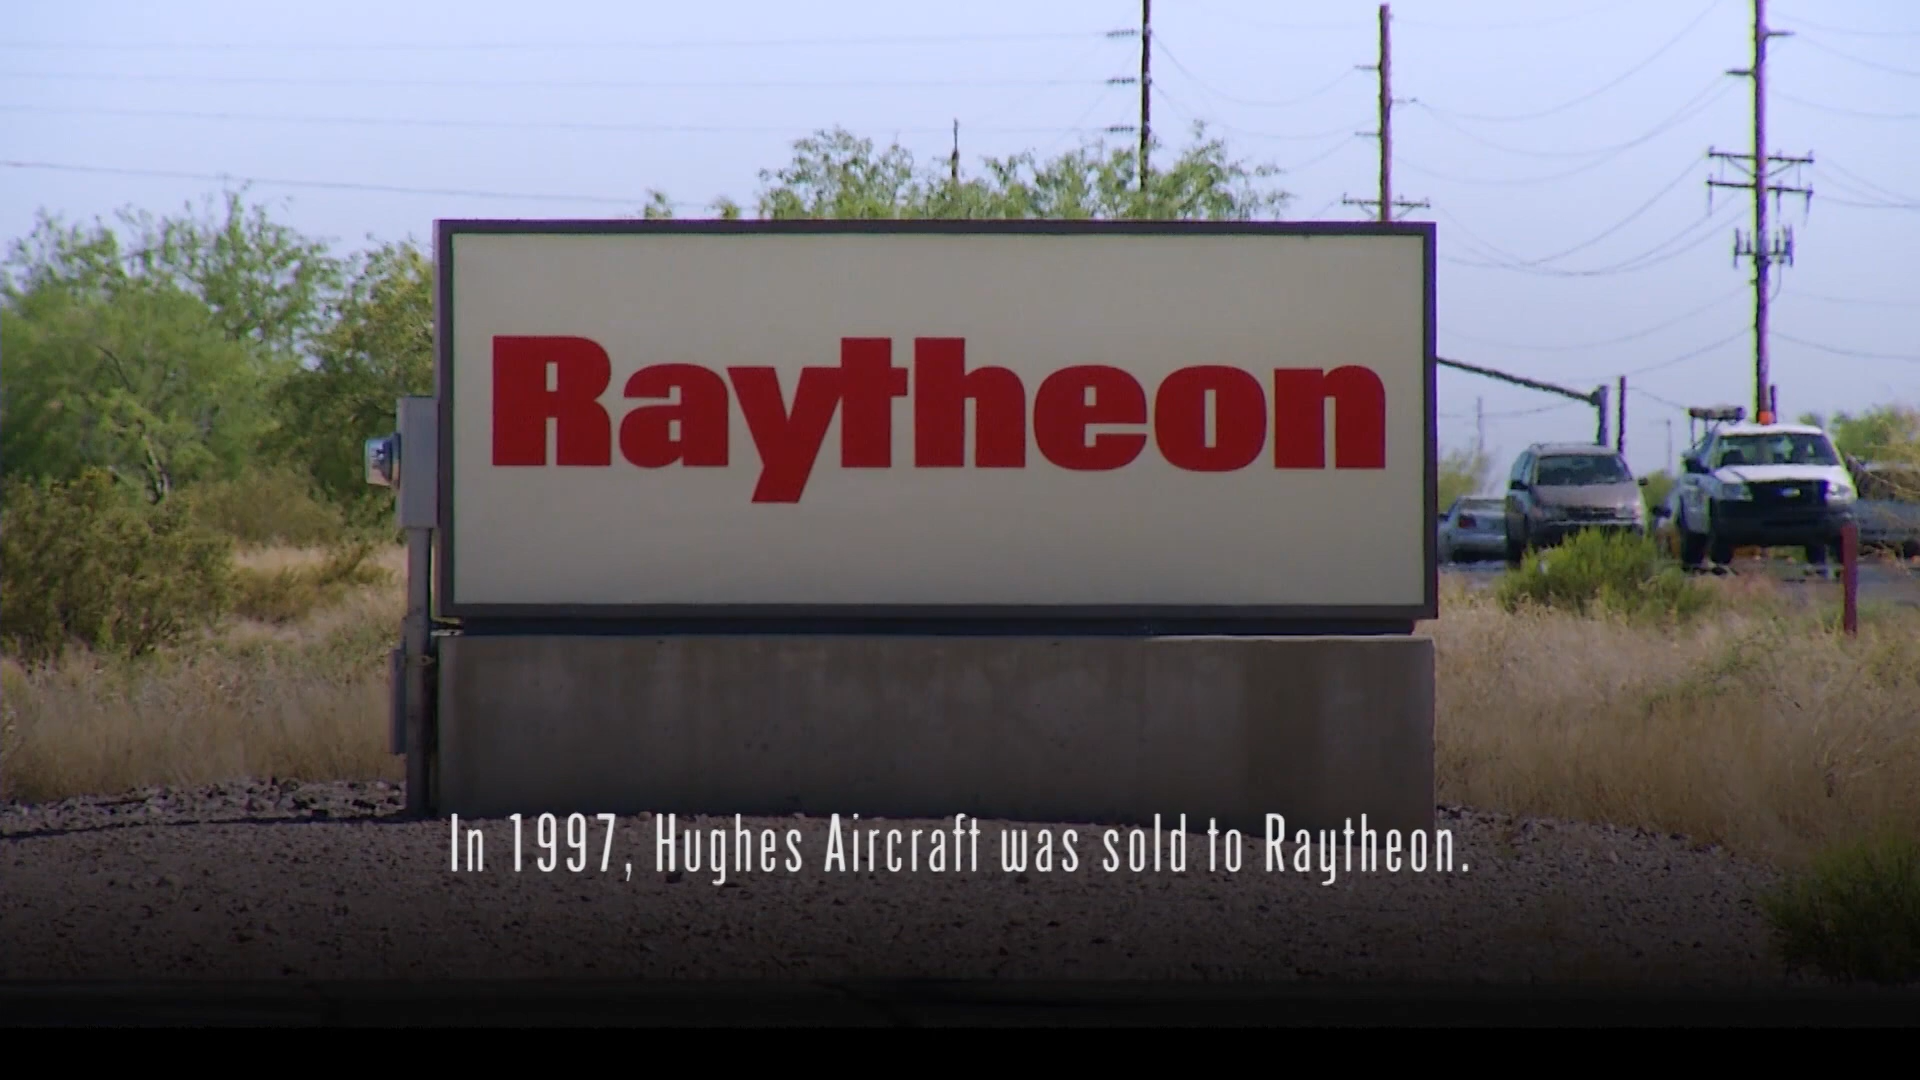 Raytheon
In 1997, Hughes Aircraft was sold to Raytheon.